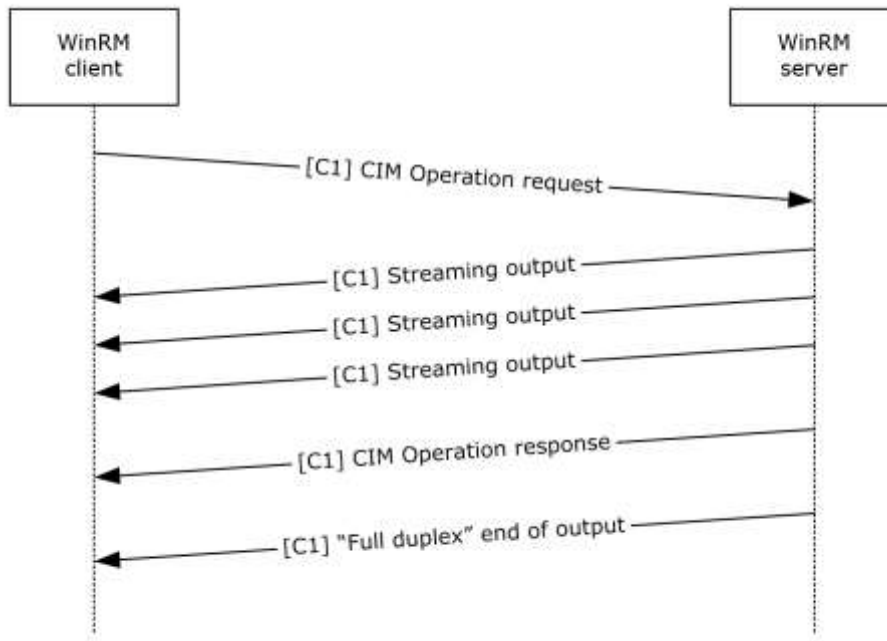 WinRM
client
WinRM
server
[C1] CIM Operation request
[C1] Streaming output
[C1] Streaming output
[C1] Streaming output
[C1] CIM Operation response
[C1] “Full duplex” end of output